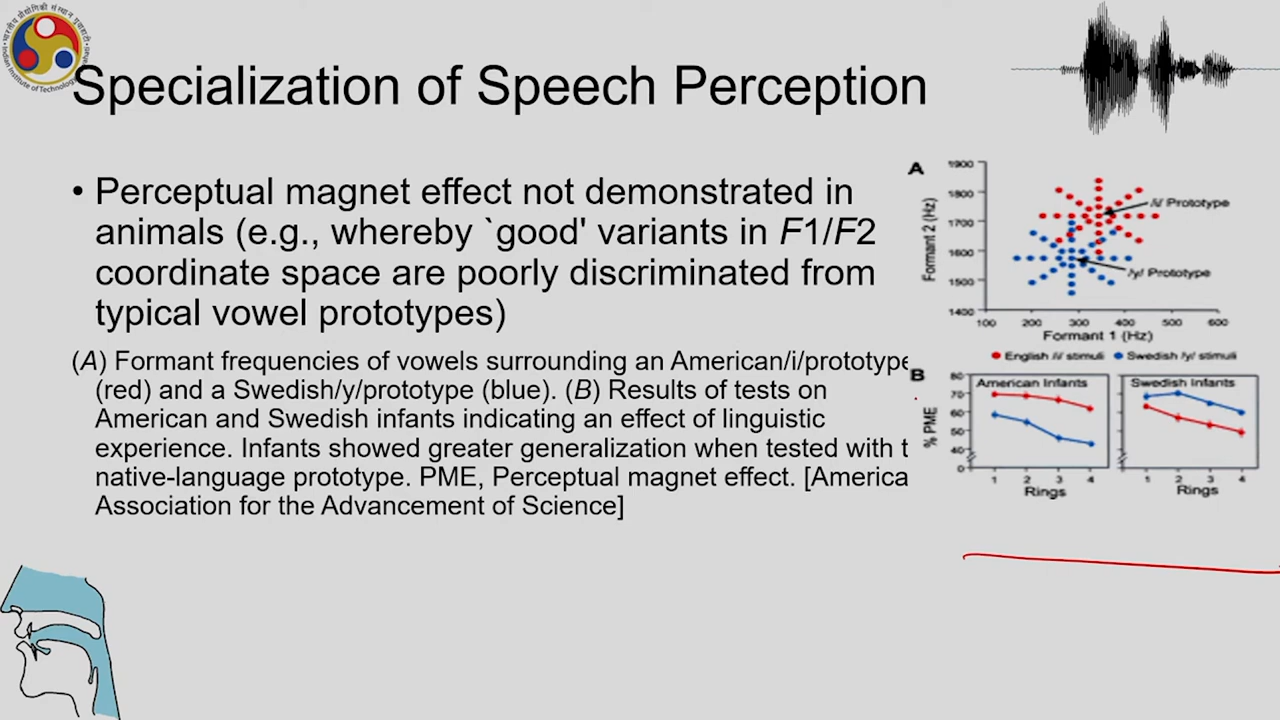 Specialization of Speech Perception
• Perceptual magnet effect not demonstrated in
animals (e.g., whereby `good' variants in F1/F2
coordinate space are poorly discriminated from
typical vowel prototypes)
(A) Formant frequencies of vowels surrounding an American/i/prototype
(red) and a Swedish/y/prototype (blue). (B) Results of tests on
American and Swedish infants indicating an effect of linguistic
experience. Infants showed greater generalization when tested with t
native-language prototype. PME, Perceptual magnet effect. [America
Association for the Advancement of Science]
A
Formant 2 (Hz)
1900
1800
1700
1600
1500
1400
/i/ Prototype
/y/ Prototype
100 200 300 400 500 600
Formant 1 (Hz)
English /i/ stimuli Swedish /y/ stimuli
B
% PME
80
70
60
50
40
0
American Infants
Swedish Infants
1 2 3 4
Rings
1 2 3 4
Rings